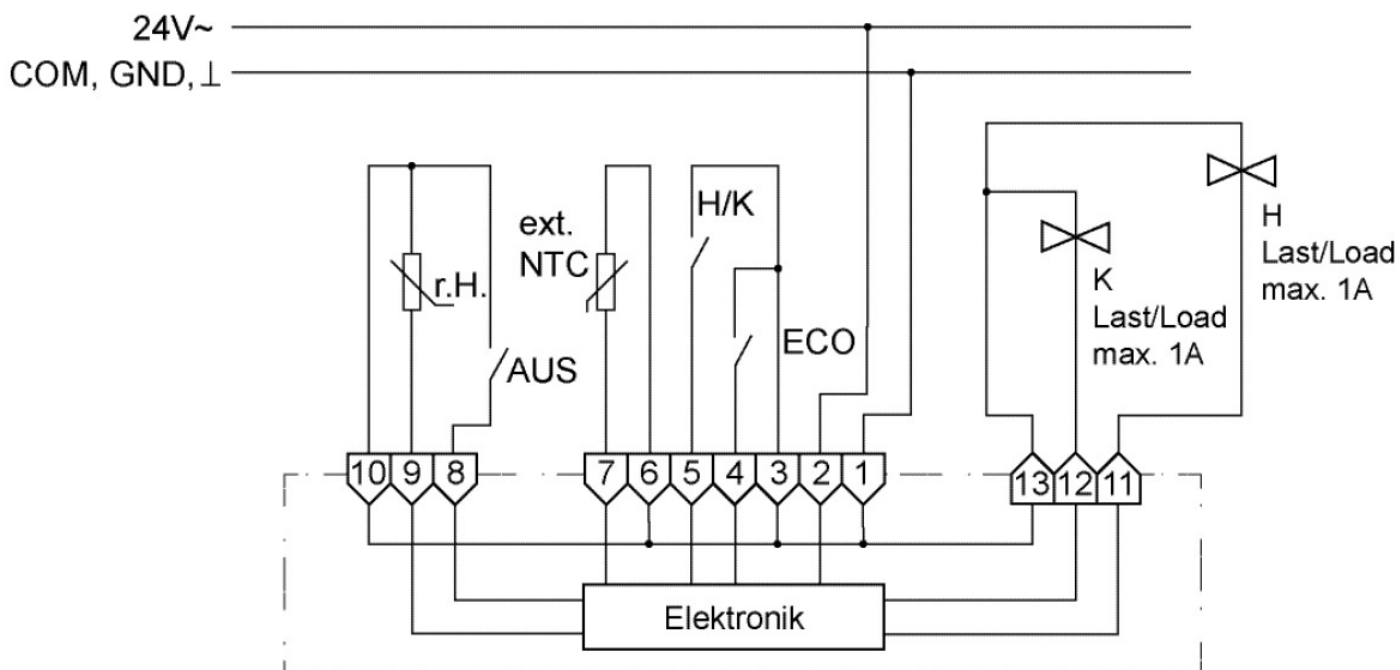 24V~
COM, GND, ⊥
r.H.
AUS
ext.
NTC
H/K
ECO
K
Last/Load
max. 1A
H
Last/Load
max. 1A
10 9 8 7 6 5 4 3 2 1 13 12 11
Elektronik